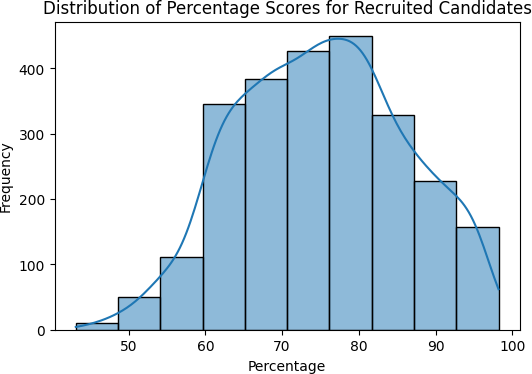 Distribution of Percentage Scores for Recruited Candidates
400
300
200
100
0
Frequency
50 60 70 80 90 100
Percentage